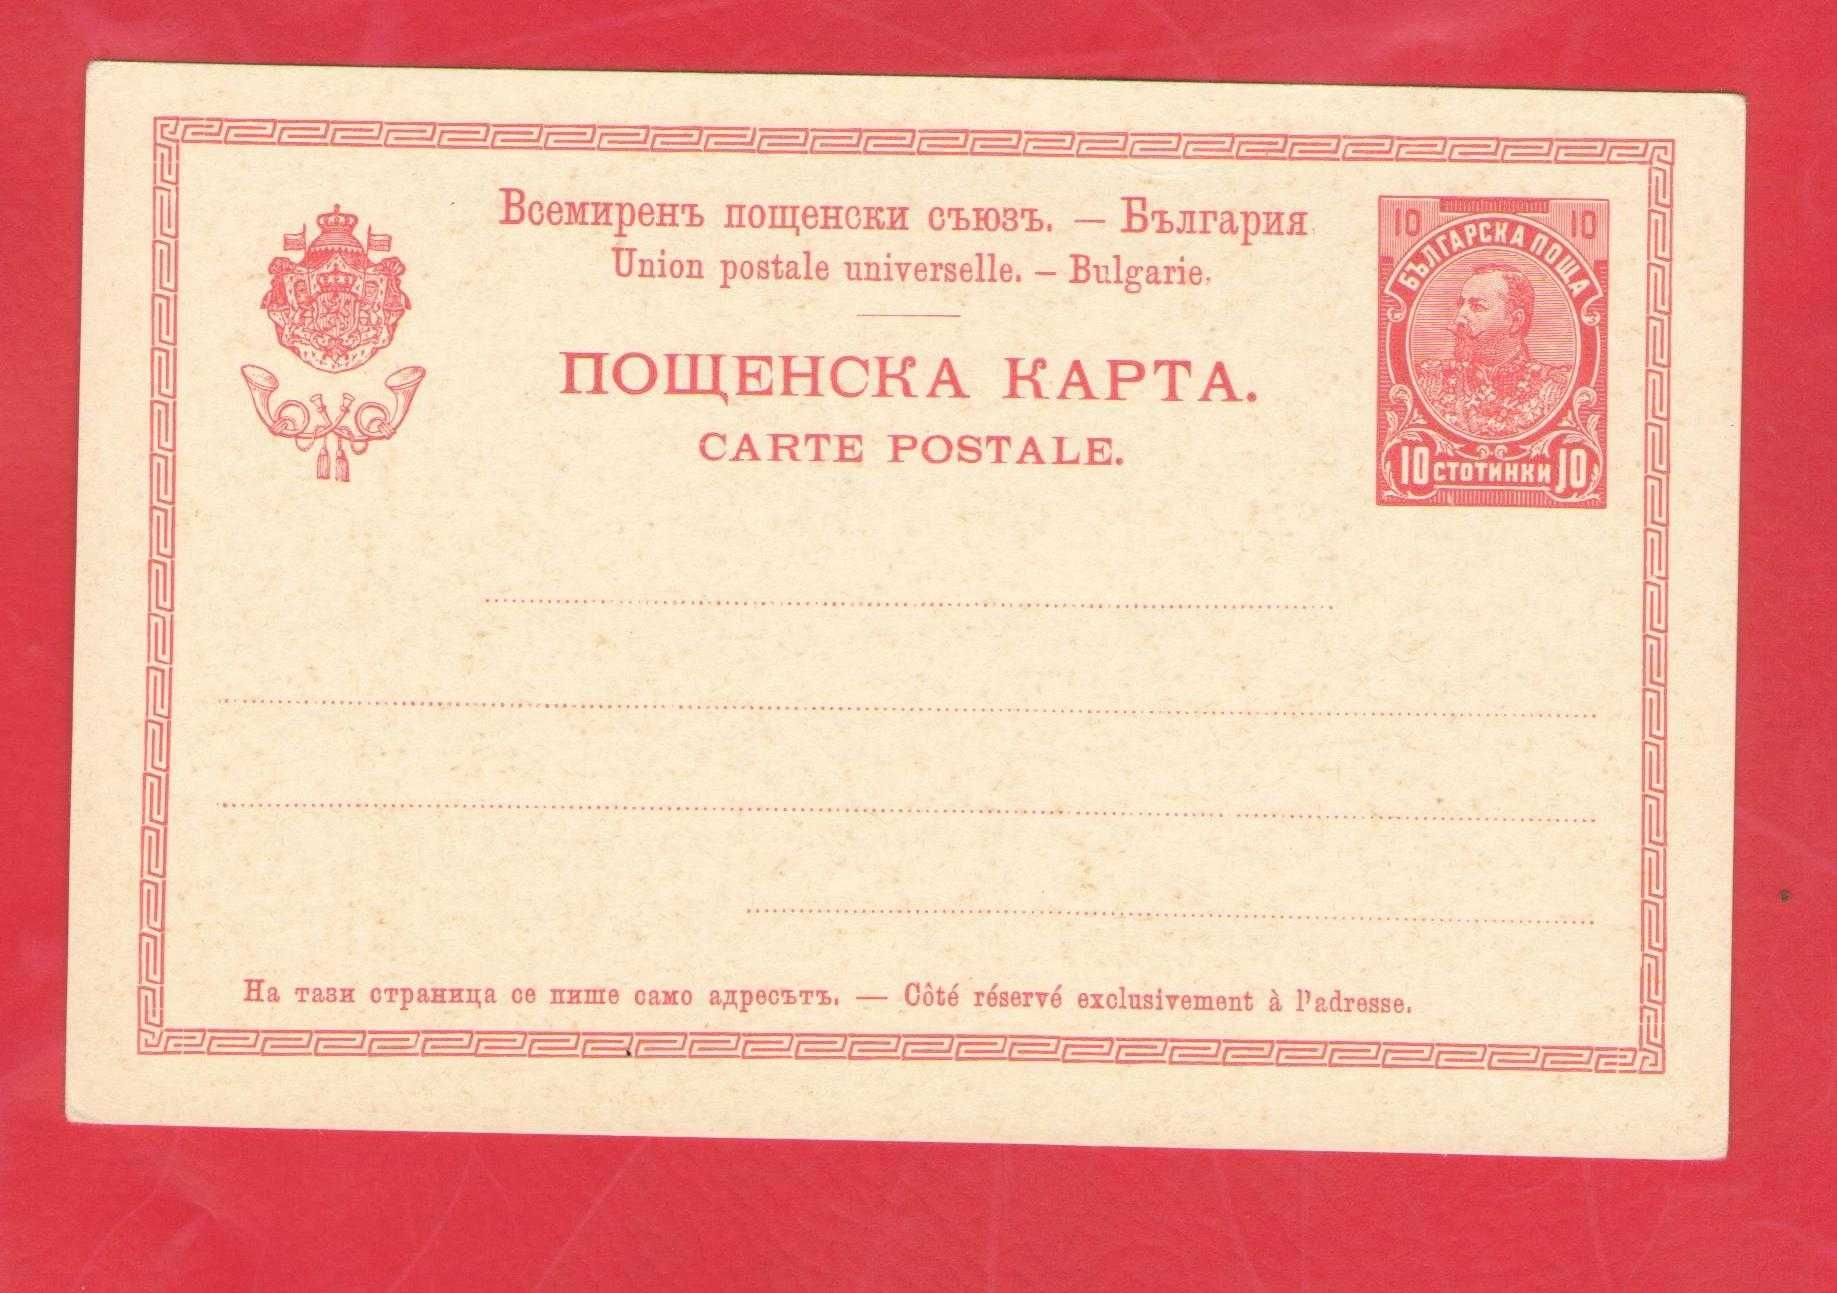 Всемиренъ пощенски съюзъ. — България
Union postale universelle. – Bulgarie.
ПОЩЕНСКА КАРТА.
CARTE POSTALE.
10 10
БЪЛГАРСКА ПОЩА
10 СТОТИНКИ 10
На тази страница се пише само адресътъ. — Côté réservé exclusivement à l'adresse.